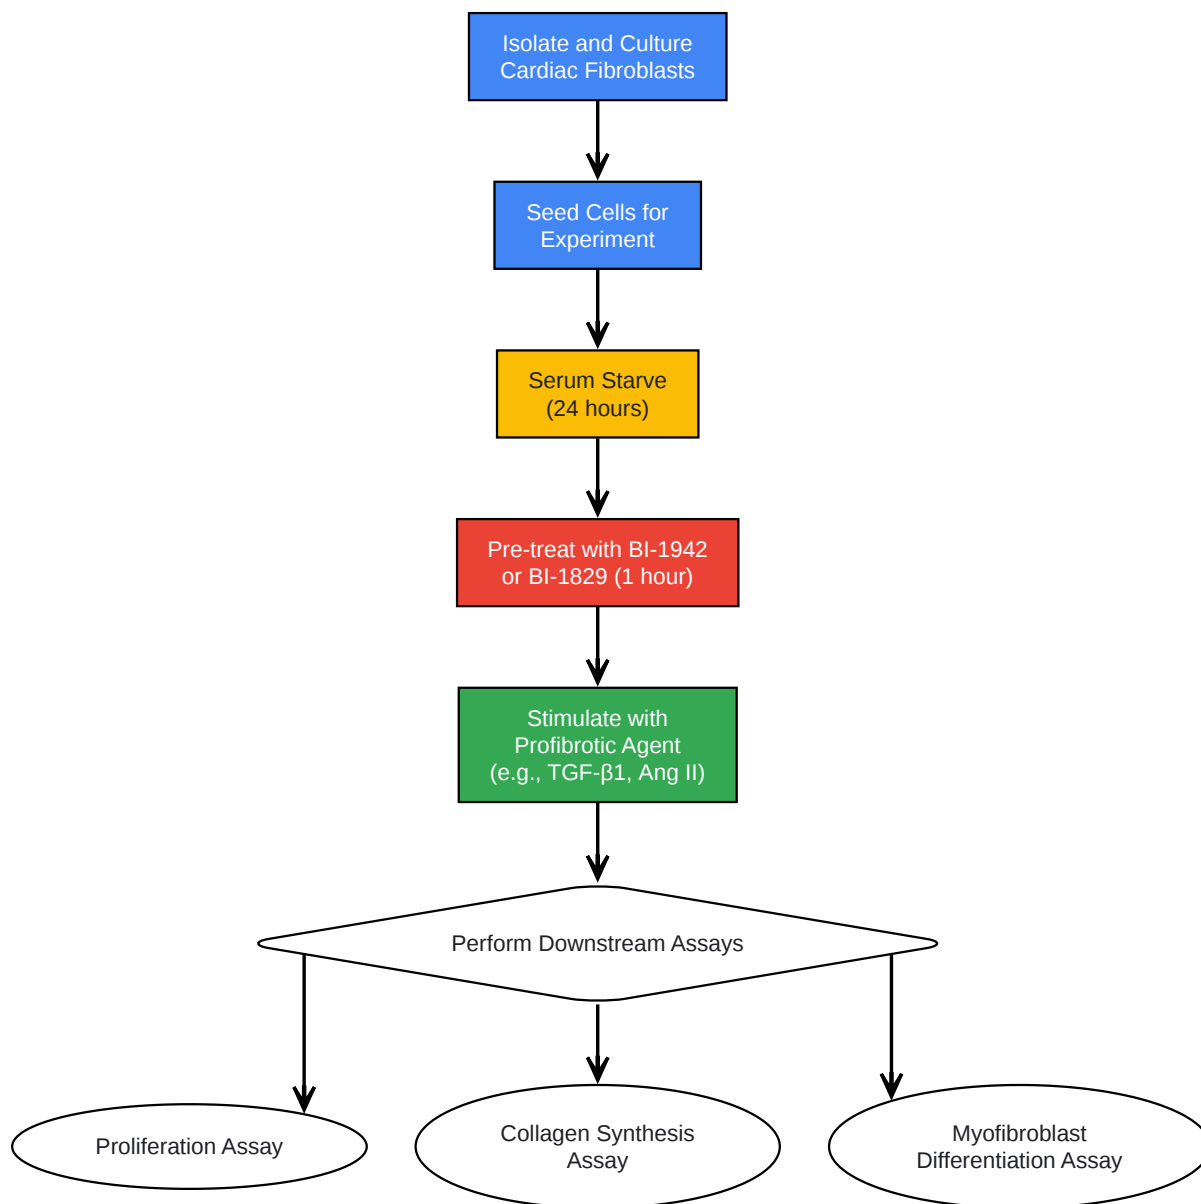 Isolate and Culture
Cardiac Fibroblasts
Seed Cells for
Experiment
Serum Starve
(24 hours)
Pre-treat with BI-1942
or BI-1829 (1 hour)
Stimulate with
Profibrotic Agent
(e.g., TGF-β1, Ang II)
Perform Downstream Assays
Proliferation Assay
Collagen Synthesis
Assay
Myofibroblast
Differentiation Assay